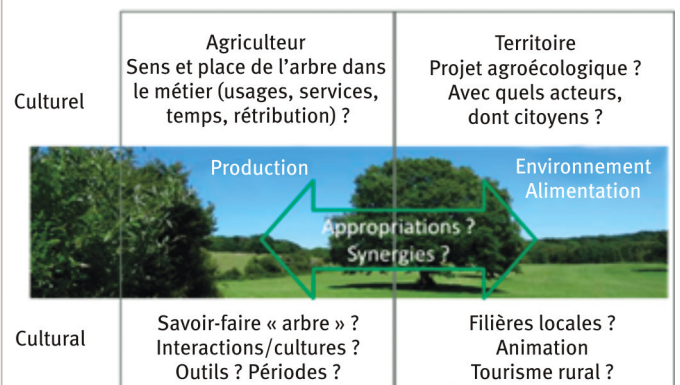 Agriculteur
Sens et place de l'arbre dans
le métier (usages, services,
temps, rétribution) ?
Territoire
Projet agroécologique ?
Avec quels acteurs,
dont citoyens ?
Culturel
Production
Environnement
Alimentation
Appropriations ?
Synergies ?
Cultural
Savoir-faire « arbre » ?
Interactions/cultures ?
Outils ? Périodes ?
Filières locales ?
Animation
Tourisme rural ?